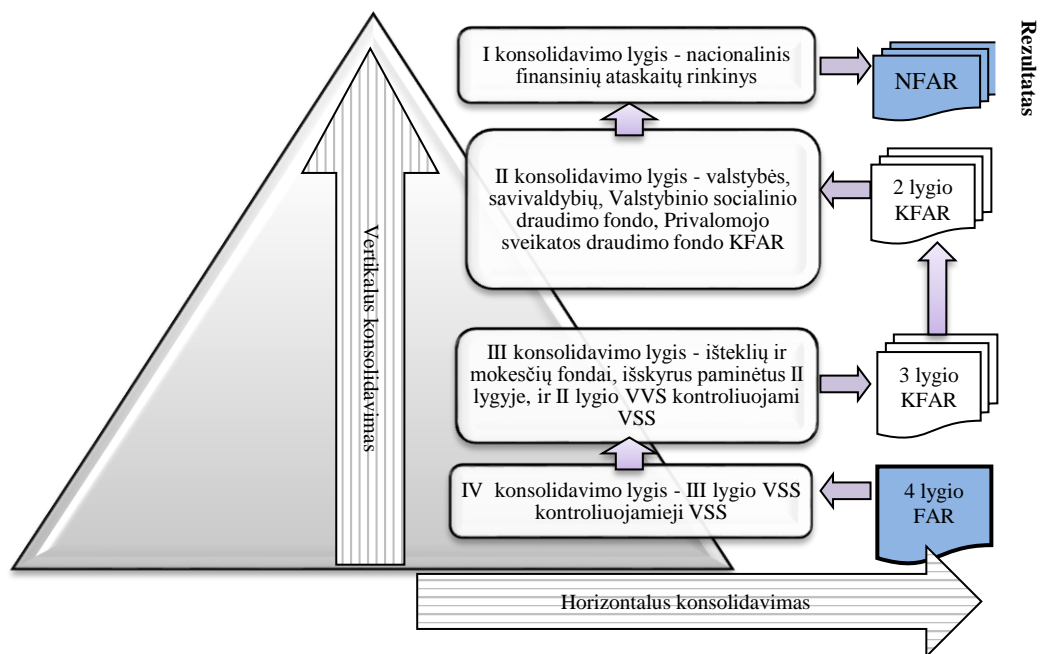 Rezultatas
I konsolidavimo lygis - nacionalinis
finansinių ataskaitų rinkinys
NFAR
II konsolidavimo lygis - valstybės,
savivaldybių, Valstybinio socialinio
draudimo fondo, Privalomojo
sveikatos draudimo fondo KFAR
2 lygio
KFAR
Vertikalus konsolidavimas
III konsolidavimo lygis - išteklių ir
mokesčių fondai, išskyrus paminėtus II
lygyje, ir II lygio VVS kontroliuojami
VSS
3 lygio
KFAR
IV konsolidavimo lygis - III lygio VSS
kontroliuojamieji VSS
4 lygio
FAR
Horizontalus konsolidavimas